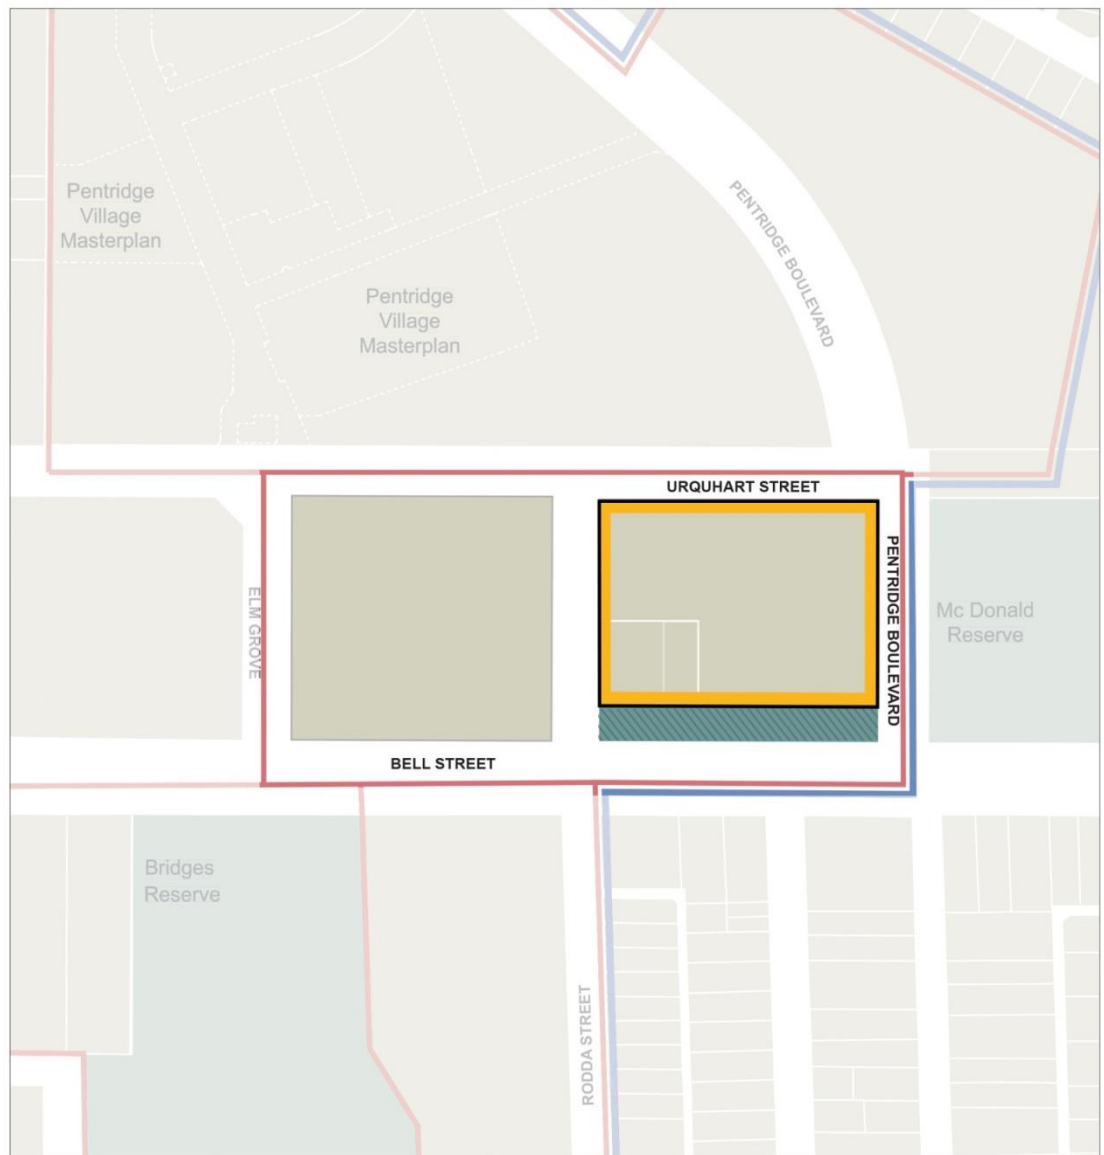 Pentridge
Village
Masterplan
PENTRIDGE BOULEVARD
Pentridge
Village
Masterplan
URQUHART STREET
PENTRIDGE BOULEVARD
ELM GROVE
Mc Donald
Reserve
BELL STREET
Bridges
Reserve
RODDA STREET